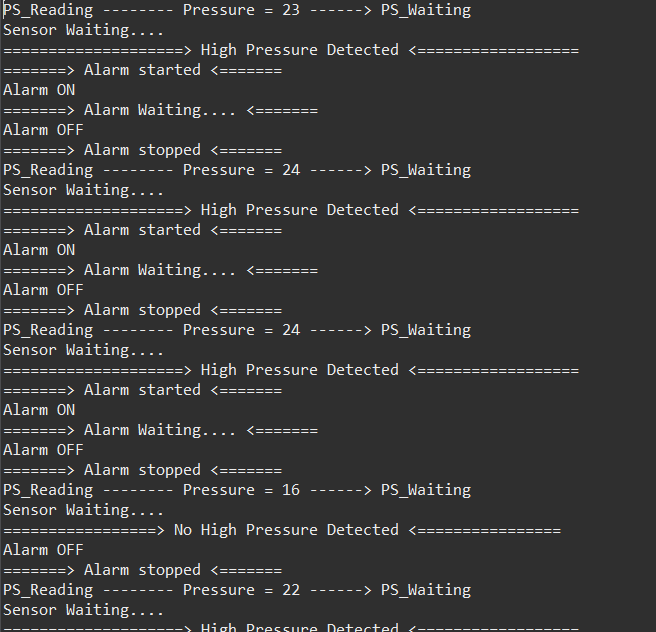 PS_Reading -------- Pressure = 23 ------> PS_Waiting
Sensor Waiting....
====================> High Pressure Detected <==================
=======> Alarm started <=======
Alarm ON
=======> Alarm Waiting.... <=======
Alarm OFF
=======> Alarm stopped <=======
PS_Reading -------- Pressure = 24 ------> PS_Waiting
Sensor Waiting....
====================> High Pressure Detected <==================
=======> Alarm started <=======
Alarm ON
=======> Alarm Waiting.... <=======
Alarm OFF
=======> Alarm stopped <=======
PS_Reading -------- Pressure = 24 ------> PS_Waiting
Sensor Waiting....
====================> High Pressure Detected <==================
=======> Alarm started <=======
Alarm ON
=======> Alarm Waiting.... <=======
Alarm OFF
=======> Alarm stopped <=======
PS_Reading -------- Pressure = 16 ------> PS_Waiting
Sensor Waiting....
=================> No High Pressure Detected <================
Alarm OFF
=======> Alarm stopped <=======
PS_Reading -------- Pressure = 22 ------> PS_Waiting
Sensor Waiting....
====================> High Pressure Detected <==================